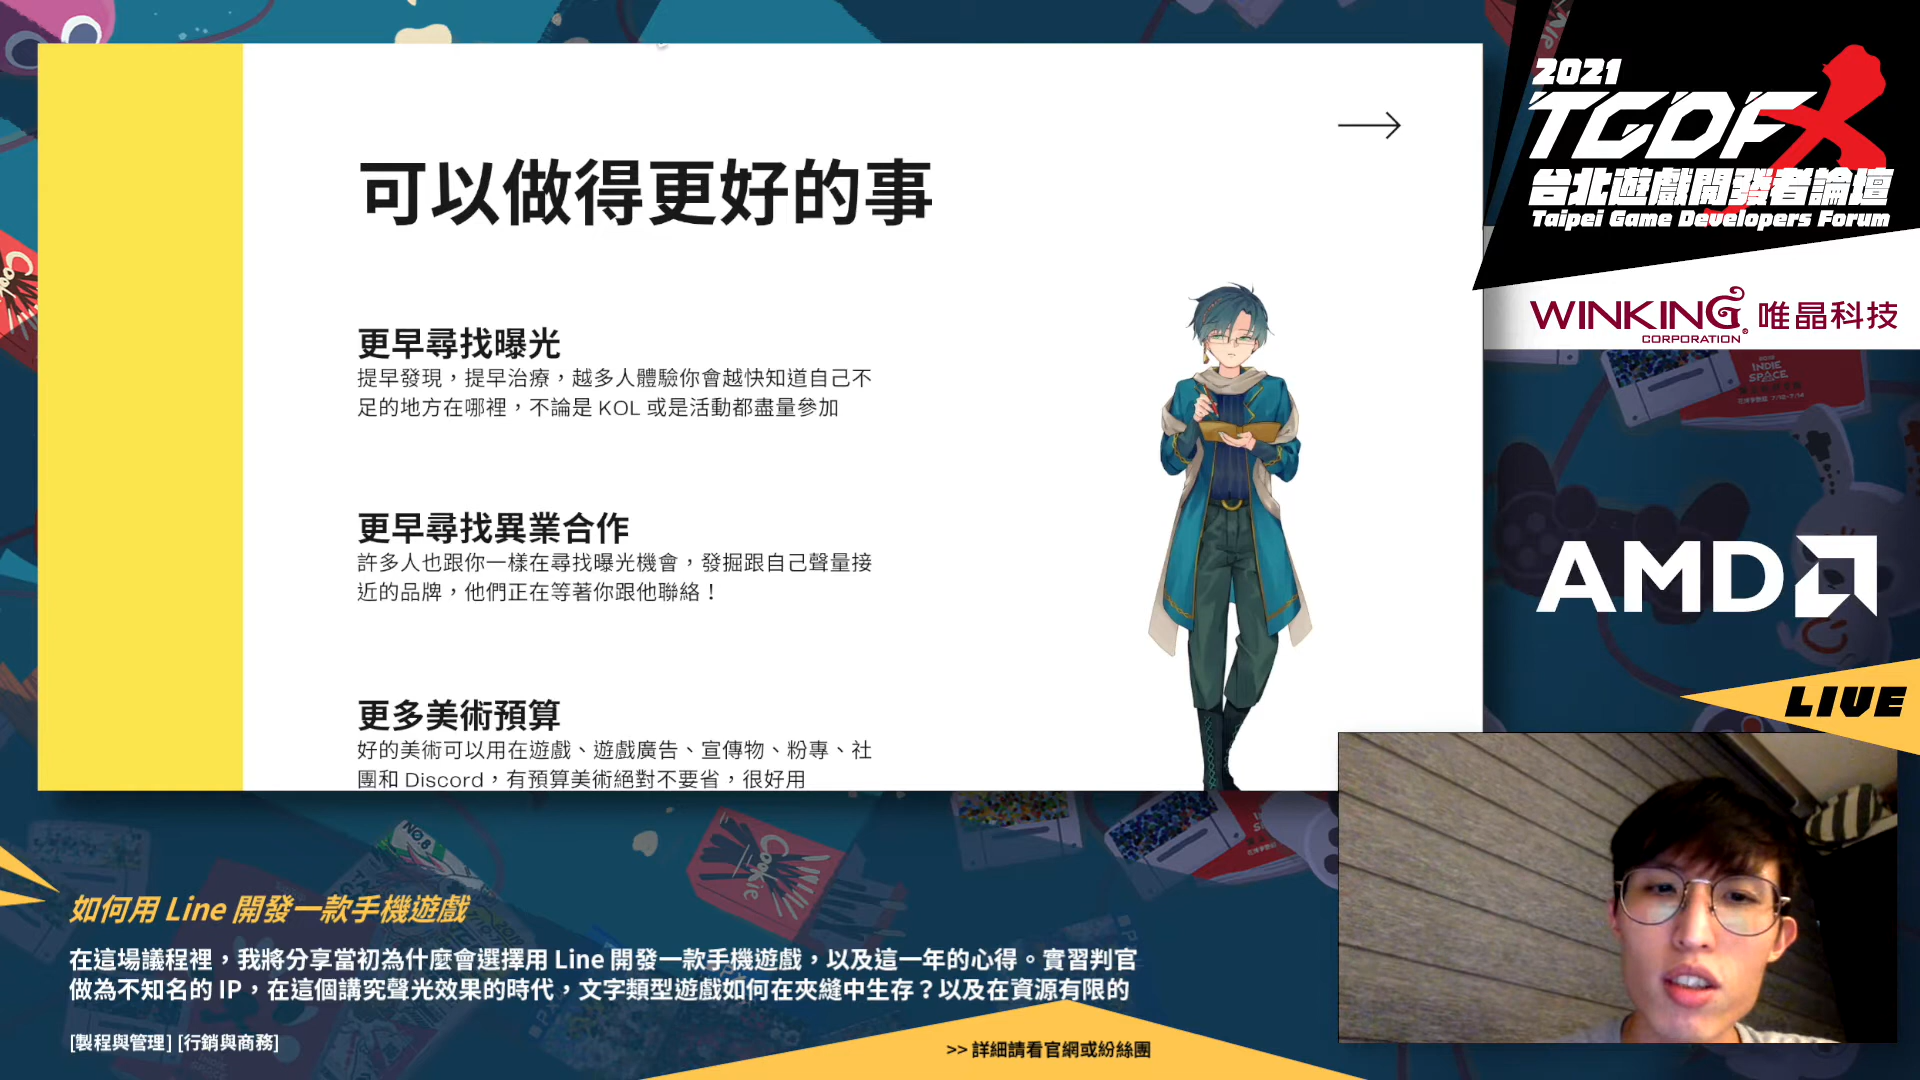 可以做得更好的事
更早尋找曝光
提早發現，提早治療，越多人體驗你會越快知道自己不
足的地方在哪裡，不論是 KOL 或是活動都盡量參加
更早尋找異業合作
許多人也跟你一樣在尋找曝光機會，發掘跟自己聲量接
近的品牌，他們正在等著你跟他聯絡！
更多美術預算
好的美術可以用在遊戲、遊戲廣告、宣傳物、粉專、社
團和 Discord，有預算美術絕對不要省，很好用
2021
TGDF
台北遊戲開發者論壇
Taipei Game Developers Forum
WINKING 唯晶科技
CORPORATION
INDIE
SPACE
AMD
LIVE
NO.8
Cookie
如何用 Line 開發一款手機遊戲
在這場議程裡，我將分享當初為什麼會選擇用 Line 開發一款手機遊戲，以及這一年的心得。實習判官
做為不知名的 IP，在這個講究聲光效果的時代，文字類型遊戲如何在夾縫中生存？以及在資源有限的
[製程與管理] [行銷與商務]
>> 詳細請看官網或紛絲團